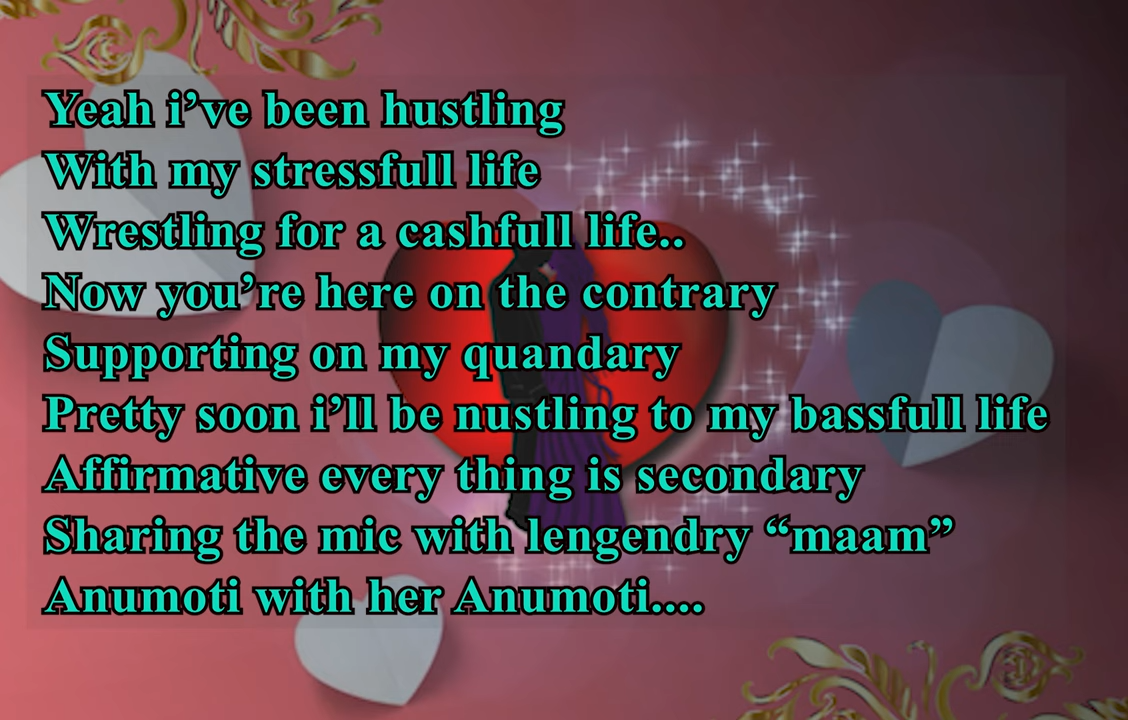 Yeah i’ve been hustling
With my stressfull life
Wrestling for a cashfull life..
Now you’re here on the contrary
Supporting on my quandary
Pretty soon i’ll be nustling to my bassfull life
Affirmative every thing is secondary
Sharing the mic with lengendry “maam”
Anumoti with her Anumoti....